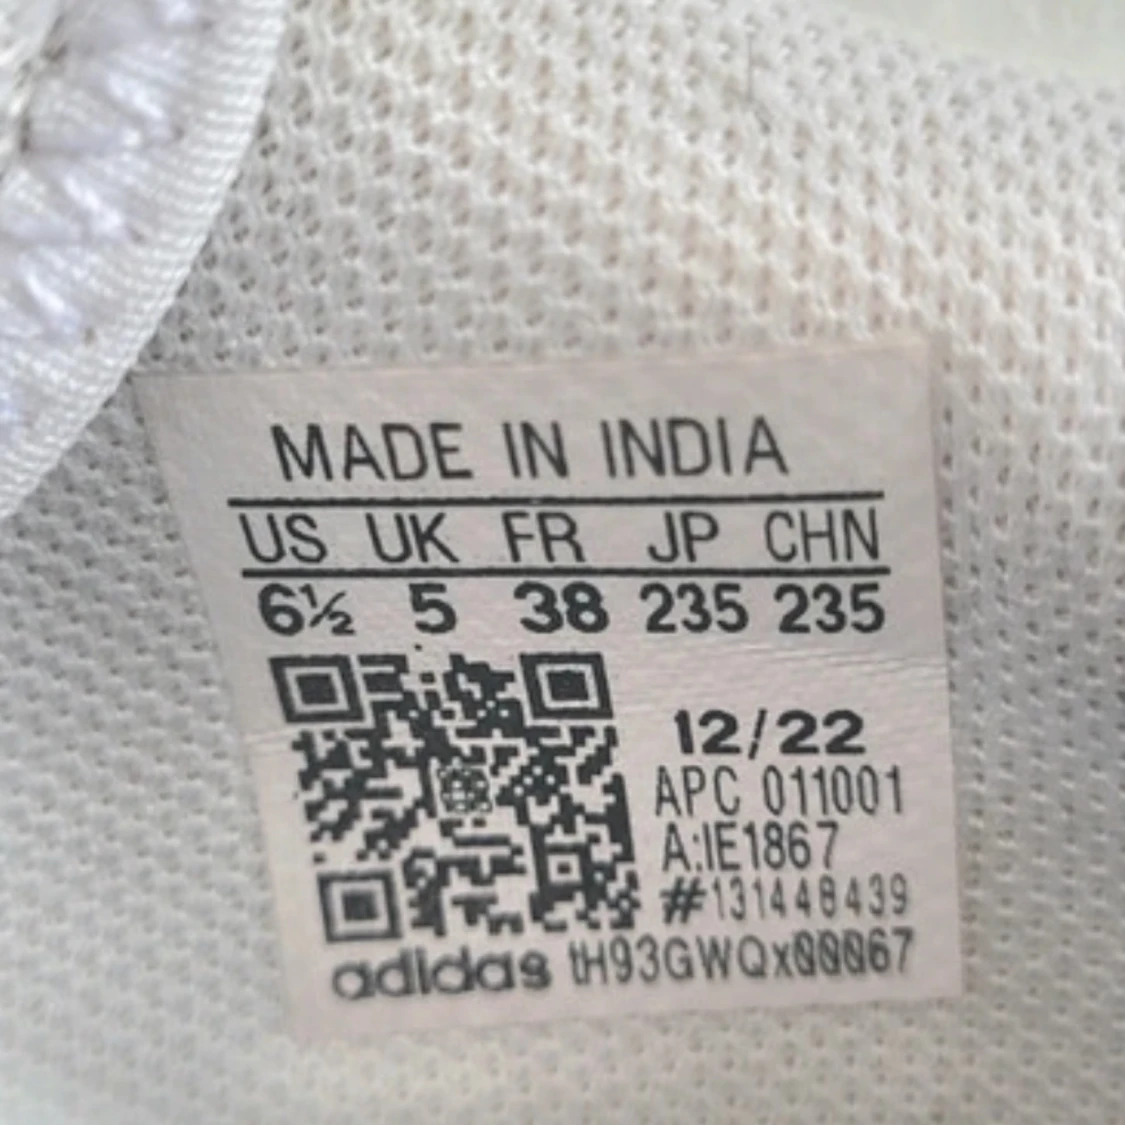 MADE IN INDIA
US UK FR JP CHN
6½ 5 38 235 235
12/22
APC 011001
A:IE1867
#131448439
adidas tH93GWQx00067